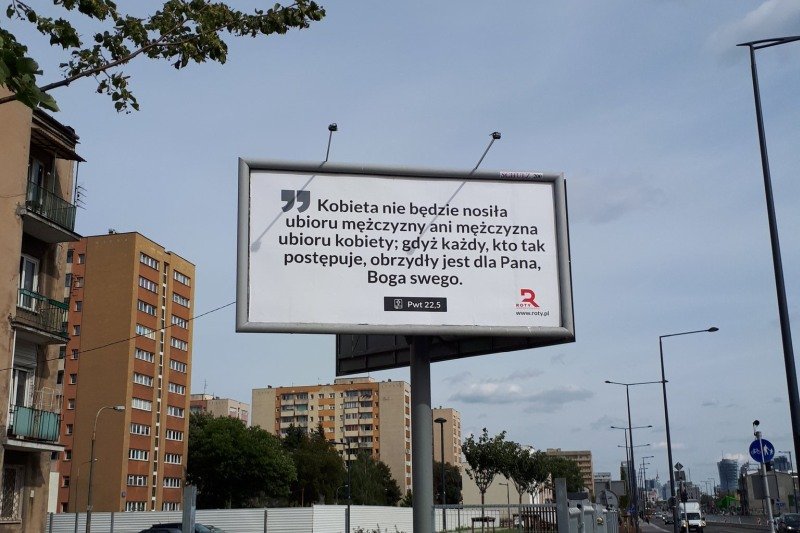 Kobieta nie będzie nosiła
ubioru mężczyzny ani mężczyzna
ubioru kobiety; gdyż każdy, kto tak
postępuje, obrzydły jest dla Pana,
Boga swego.
Pwt 22,5
ROTY
www.roty.pl